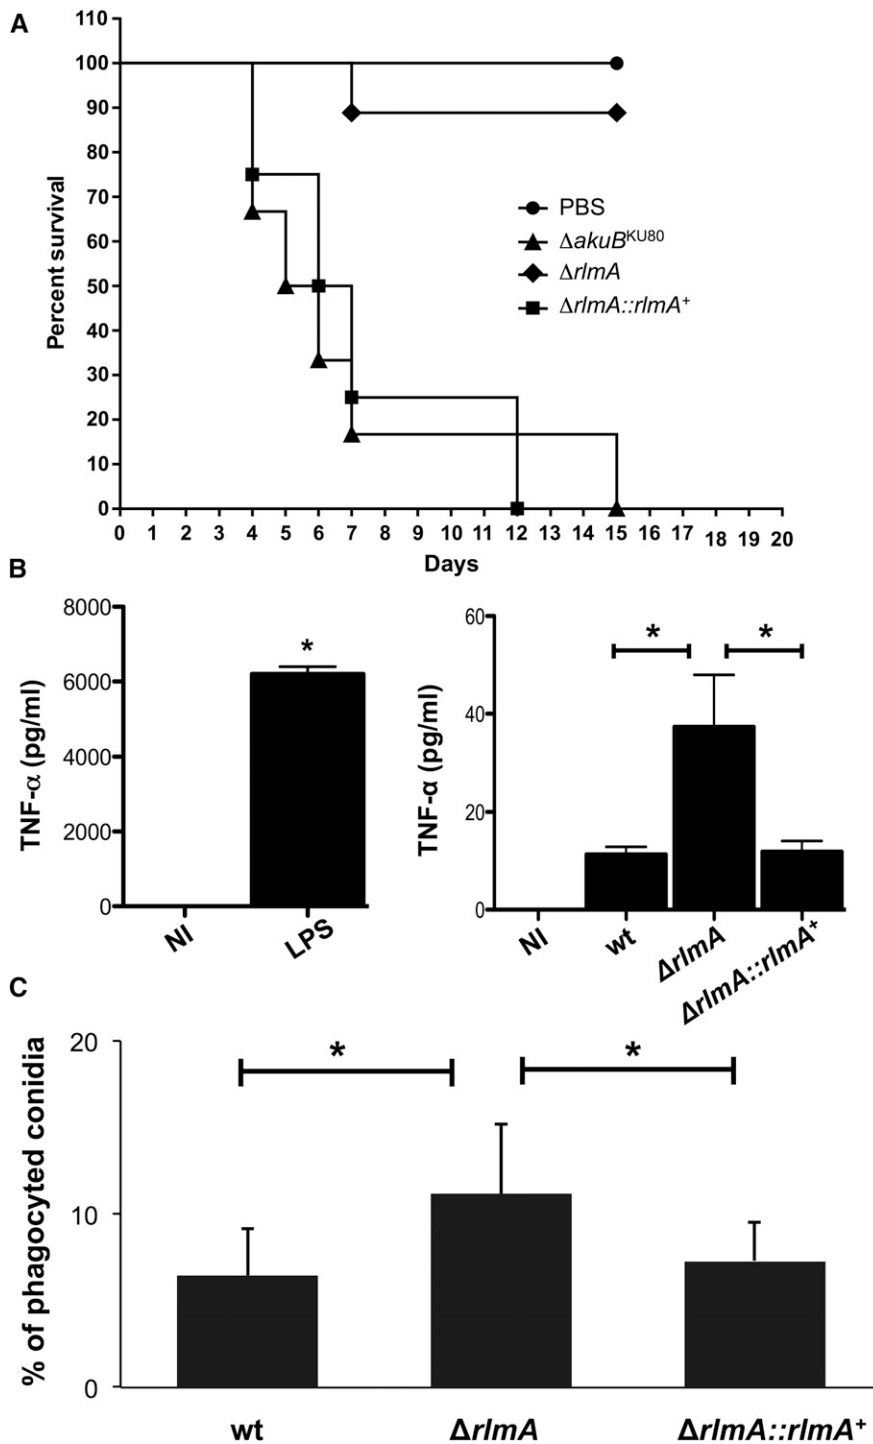 A
110
100
90
80
70
60
50
40
30
20
10
0
Percent survival
0 1 2 3 4 5 6 7 8 9 10 11 12 13 14 15 16 17 18 19 20
Days
PBS
ΔakuB^KU80
ΔrlmA
ΔrlmA::rlmA⁺
B
8000
6000
4000
2000
0
TNF-α (pg/ml)
*
NI LPS
60
40
20
0
TNF-α (pg/ml)
* *
NI wt ΔrlmA ΔrlmA::rlmA⁺
C
20
10
0
% of phagocyted conidia
* *
wt ΔrlmA ΔrlmA::rlmA⁺